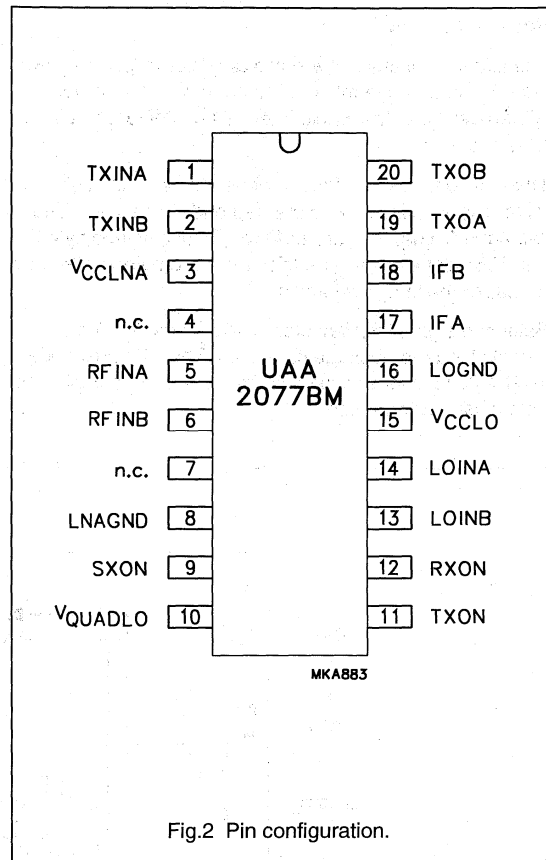 TXINA 1 20 TXOB
TXINB 2 19 TXOA
VCCLNA 3 18 IFB
n.c. 4 17 IFA
RFINA 5 16 LOGND
UAA
2077BM
RFINB 6 15 VCCLO
n.c. 7 14 LOINA
LNAGND 8 13 LOINB
SXON 9 12 RXON
VQUADLO 10 11 TXON
MKA883
Fig.2 Pin configuration.